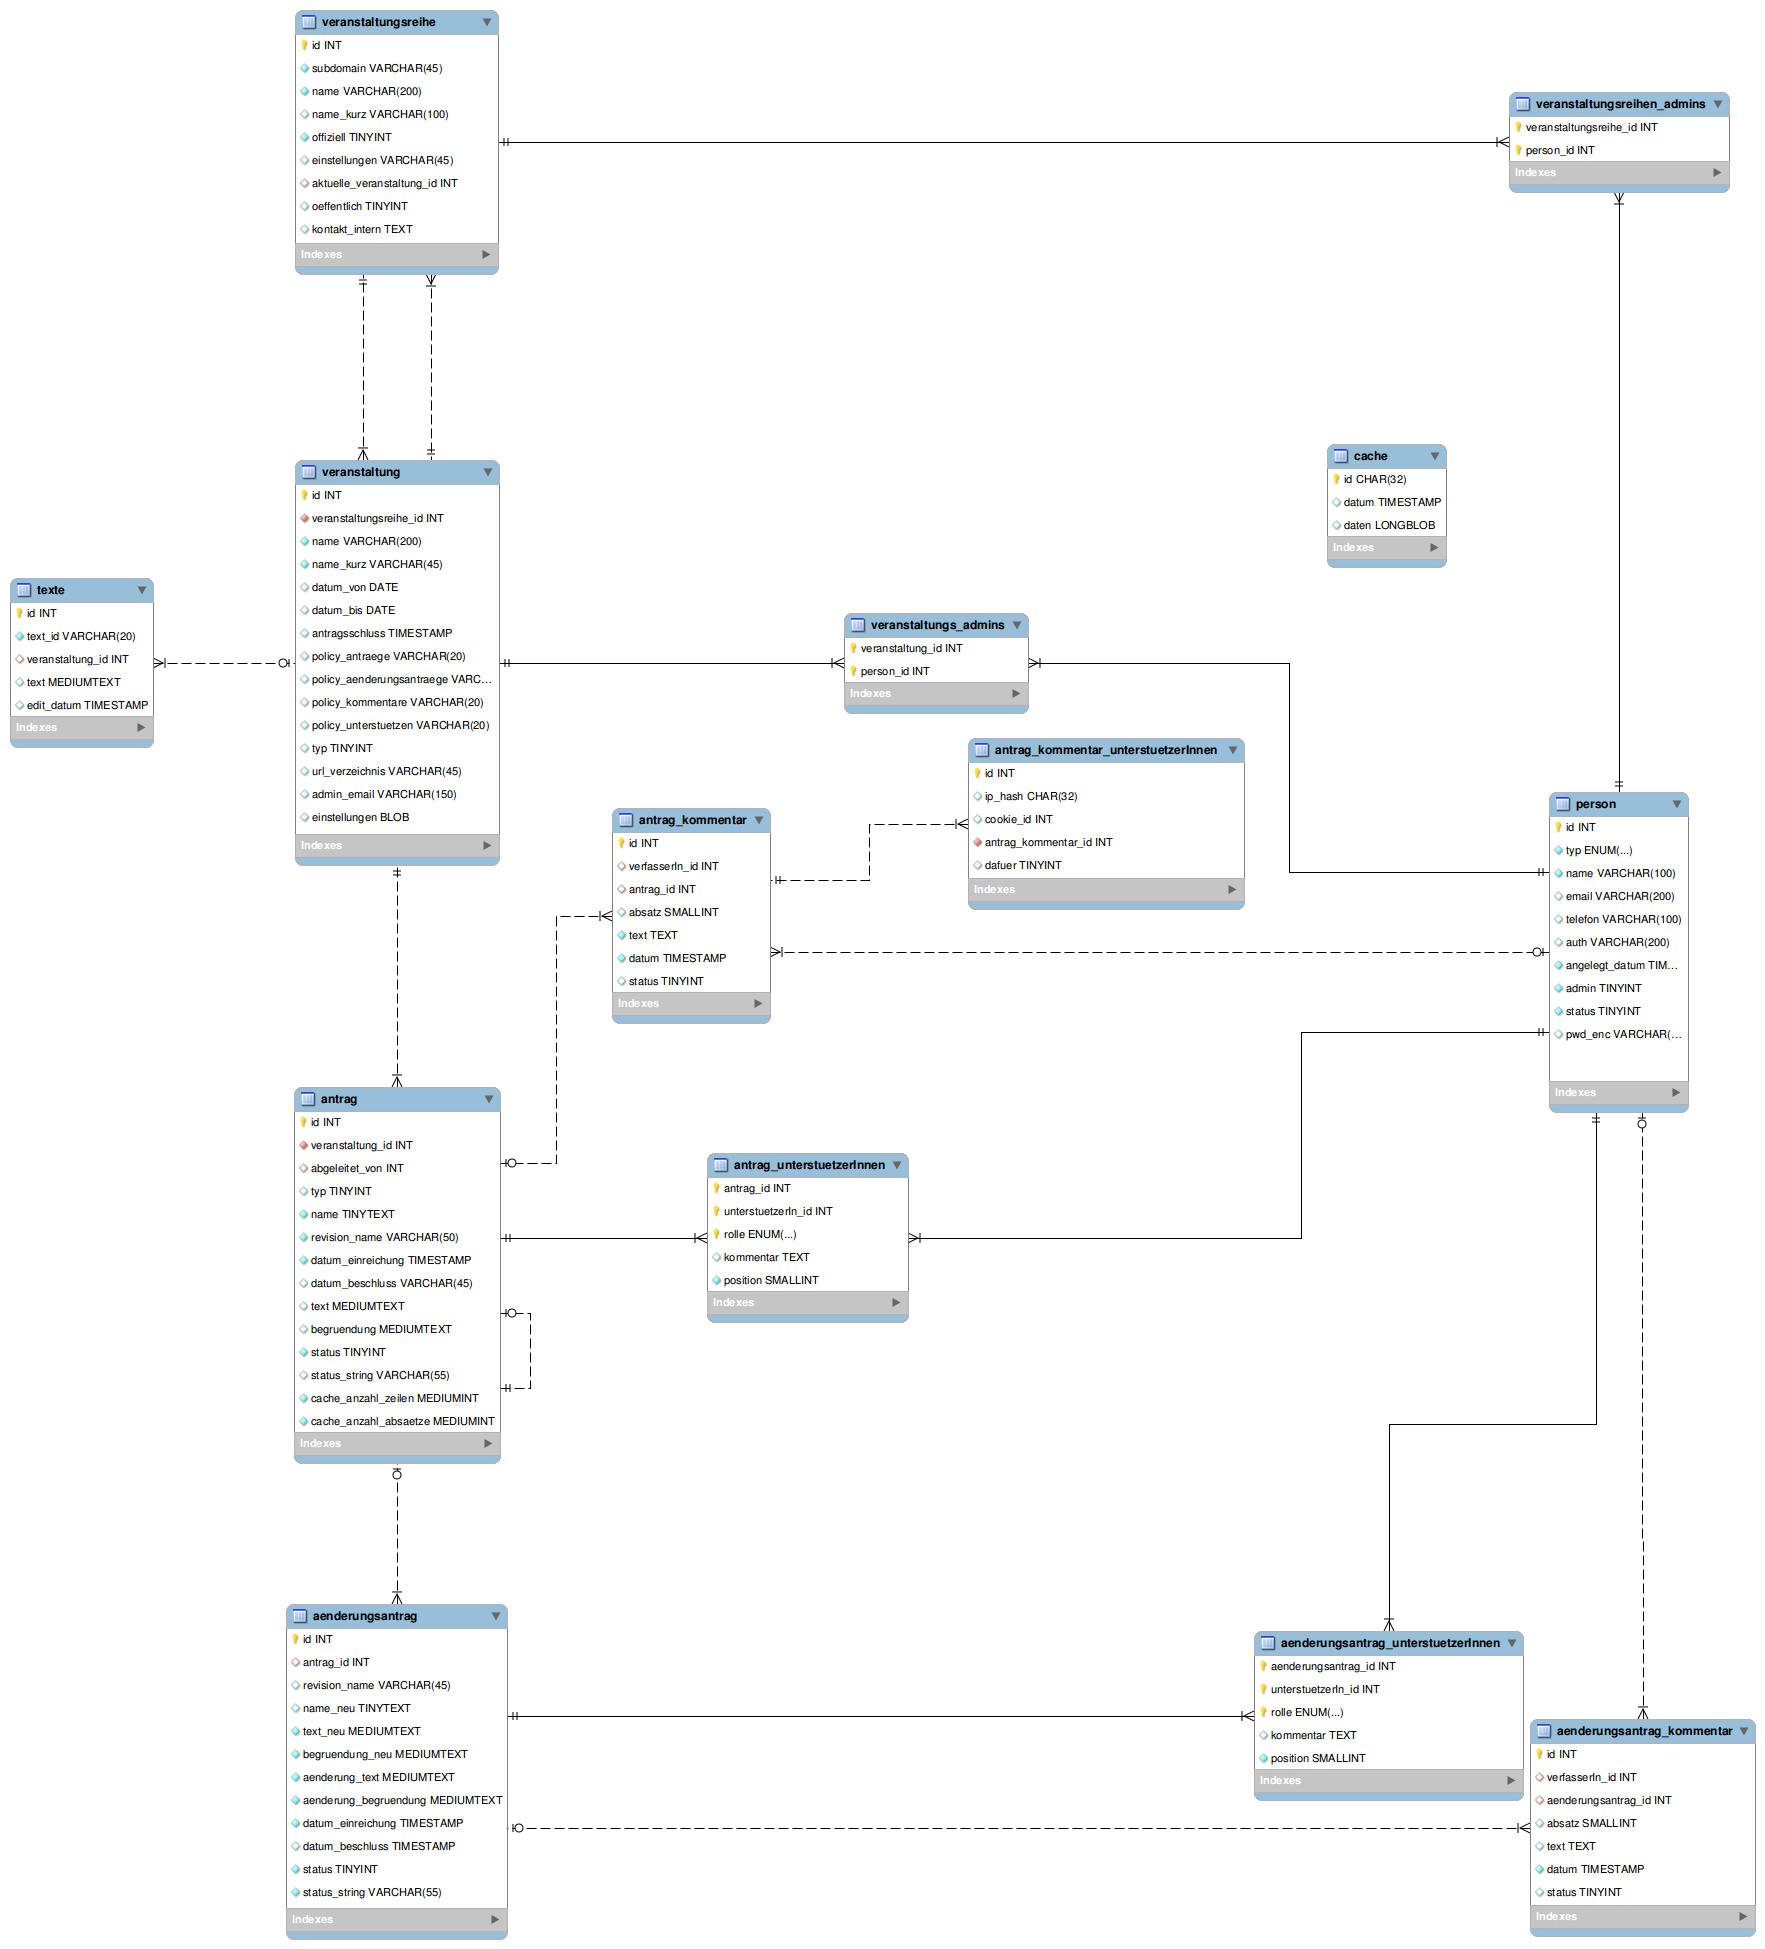 veranstaltungsreihe
id INT
subdomain VARCHAR(45)
name VARCHAR(200)
name_kurz VARCHAR(100)
offiziell TINYINT
einstellungen VARCHAR(45)
aktuelle_veranstaltung_id INT
oeffentlich TINYINT
kontakt_intern TEXT
Indexes
veranstaltungsreihen_admins
veranstaltungsreihe_id INT
person_id INT
Indexes
cache
id CHAR(32)
datum TIMESTAMP
daten LONGBLOB
Indexes
veranstaltung
id INT
veranstaltungsreihe_id INT
name VARCHAR(200)
name_kurz VARCHAR(45)
datum_von DATE
datum_bis DATE
antragsschluss TIMESTAMP
policy_antraege VARCHAR(20)
policy_aenderungsantraege VARC...
policy_kommentare VARCHAR(20)
policy_unterstuetzen VARCHAR(20)
typ TINYINT
url_verzeichnis VARCHAR(45)
admin_email VARCHAR(150)
einstellungen BLOB
Indexes
texte
id INT
text_id VARCHAR(20)
veranstaltung_id INT
text MEDIUMTEXT
edit_datum TIMESTAMP
Indexes
veranstaltungs_admins
veranstaltung_id INT
person_id INT
Indexes
antrag_kommentar_unterstuetzerInnen
id INT
ip_hash CHAR(32)
cookie_id INT
antrag_kommentar_id INT
dafuer TINYINT
Indexes
antrag_kommentar
id INT
verfasserIn_id INT
antrag_id INT
absatz SMALLINT
text TEXT
datum TIMESTAMP
status TINYINT
Indexes
person
id INT
typ ENUM(...)
name VARCHAR(100)
email VARCHAR(200)
telefon VARCHAR(100)
auth VARCHAR(200)
angelegt_datum TIM...
admin TINYINT
status TINYINT
pwd_enc VARCHAR(...
Indexes
antrag
id INT
veranstaltung_id INT
abgeleitet_von INT
typ TINYINT
name TINYTEXT
revision_name VARCHAR(50)
datum_einreichung TIMESTAMP
datum_beschluss VARCHAR(45)
text MEDIUMTEXT
begruendung MEDIUMTEXT
status TINYINT
status_string VARCHAR(55)
cache_anzahl_zeilen MEDIUMINT
cache_anzahl_absaetze MEDIUMINT
Indexes
antrag_unterstuetzerInnen
antrag_id INT
unterstuetzerIn_id INT
rolle ENUM(...)
kommentar TEXT
position SMALLINT
Indexes
aenderungsantrag
id INT
antrag_id INT
revision_name VARCHAR(45)
name_neu TINYTEXT
text_neu MEDIUMTEXT
begruendung_neu MEDIUMTEXT
aenderung_text MEDIUMTEXT
aenderung_begruendung MEDIUMTEXT
datum_einreichung TIMESTAMP
datum_beschluss TIMESTAMP
status TINYINT
status_string VARCHAR(55)
Indexes
aenderungsantrag_unterstuetzerInnen
aenderungsantrag_id INT
unterstuetzerIn_id INT
rolle ENUM(...)
kommentar TEXT
position SMALLINT
Indexes
aenderungsantrag_kommentar
id INT
verfasserIn_id INT
aenderungsantrag_id INT
absatz SMALLINT
text TEXT
datum TIMESTAMP
status TINYINT
Indexes